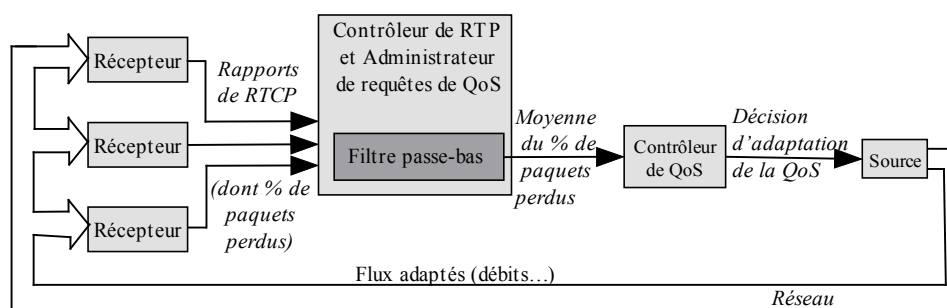 Contrôleur de RTP
et Administrateur
de requêtes de QoS
Récepteur
Rapports
de RTCP
Récepteur
Filtre passe-bas
Moyenne
du % de
paquets
perdus
Contrôleur
de QoS
Décision
d’adaptation
de la QoS
Source
(dont % de
paquets
perdus)
Récepteur
Flux adaptés (débits…)
Réseau